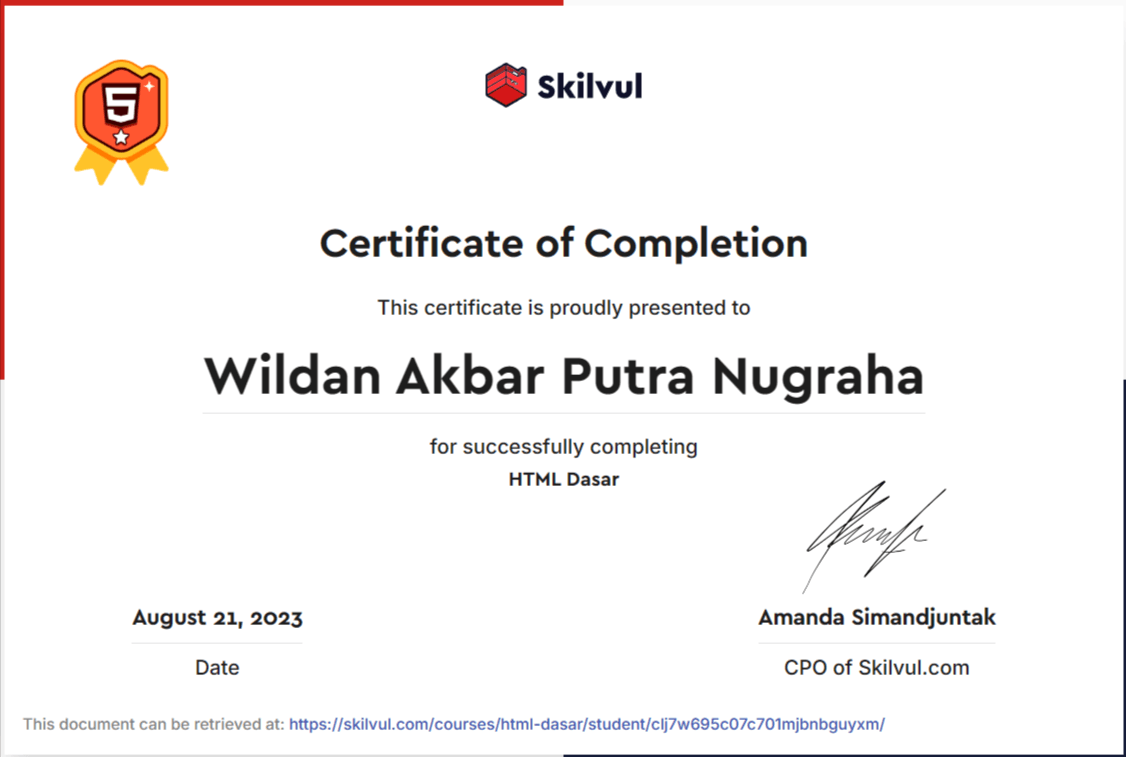 5
Skilvul
Certificate of Completion
This certificate is proudly presented to
Wildan Akbar Putra Nugraha
for successfully completing
HTML Dasar
August 21, 2023
Date
Amanda Simandjuntak
CPO of Skilvul.com
This document can be retrieved at: https://skilvul.com/courses/html-dasar/student/clj7w695c07c701mjbnbguyxm/